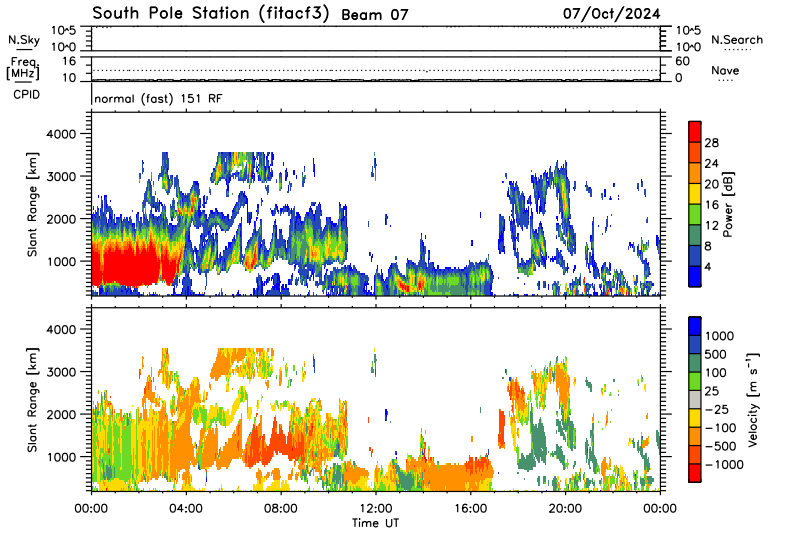 South Pole Station (fitacf3) Beam 07 07/Oct/2024
10^5 10^5
N.Sky N.Search
10^0 10^0
Freq. 16 60
[MHz] Nave
10 0
CPID normal (fast) 151 RF
4000
3000
2000
1000
Slant Range [km]
28
24
20
16
12
8
4
Power [dB]
4000
3000
2000
1000
Slant Range [km]
1000
500
100
25
-25
-100
-500
-1000
Velocity [m s^-1]
00:00 04:00 08:00 12:00 16:00 20:00 00:00
Time UT